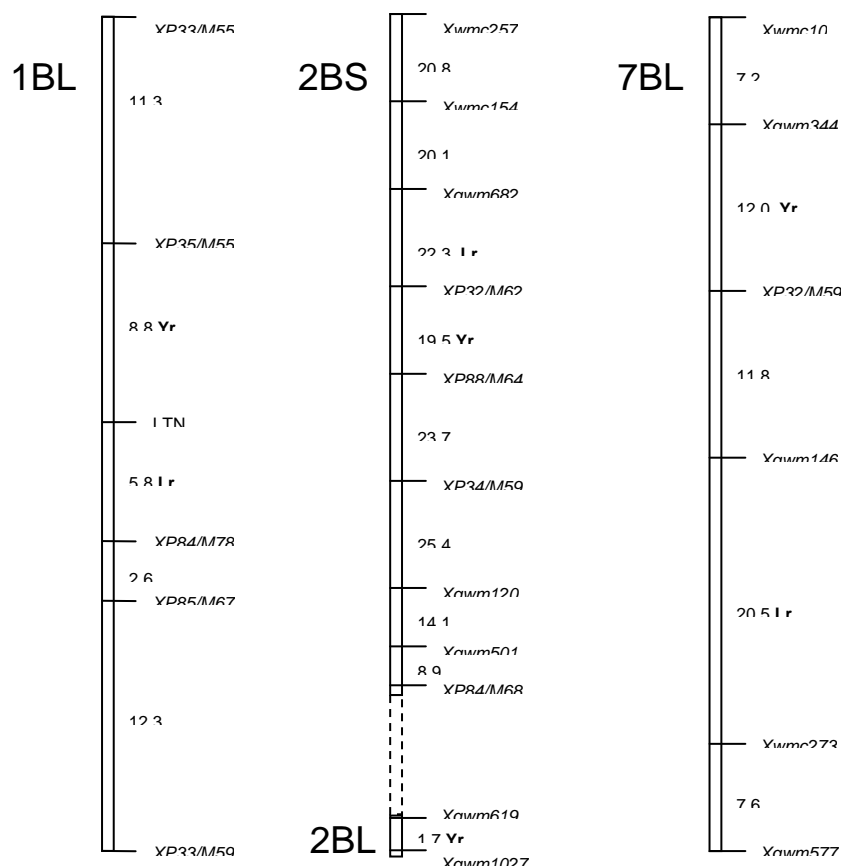 1BL
XP33/M55
11.3
XP35/M55
8.8 Yr
LTN
5.8 Lr
XP84/M78
2.6
XP85/M67
12.3
XP33/M59
2BS
Xwmc257
20.8
Xwmc154
20.1
Xgwm682
22.3 Lr
XP32/M62
19.5 Yr
XP88/M64
23.7
XP34/M59
25.4
Xgwm120
14.1
Xgwm501
8.9
XP84/M68
Xgwm619
2BL
1.7 Yr
Xgwm1027
7BL
Xwmc10
7.2
Xgwm344
12.0 Yr
XP32/M59
11.8
Xgwm146
20.5 Lr
Xwmc273
7.6
Xgwm577